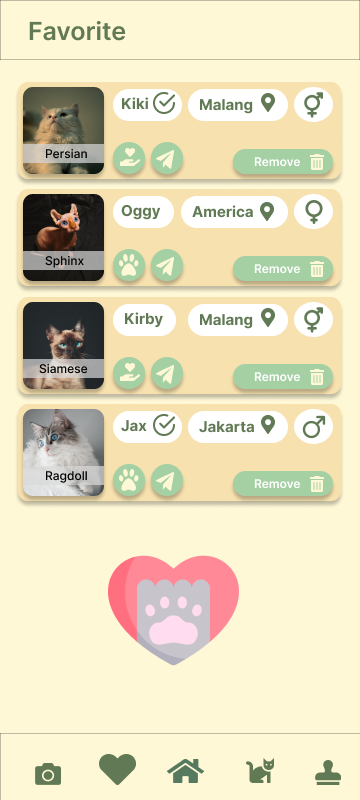 Favorite
Kiki
Malang
Persian
Remove
Oggy
America
Sphinx
Remove
Kirby
Malang
Siamese
Remove
Jax
Jakarta
Ragdoll
Remove